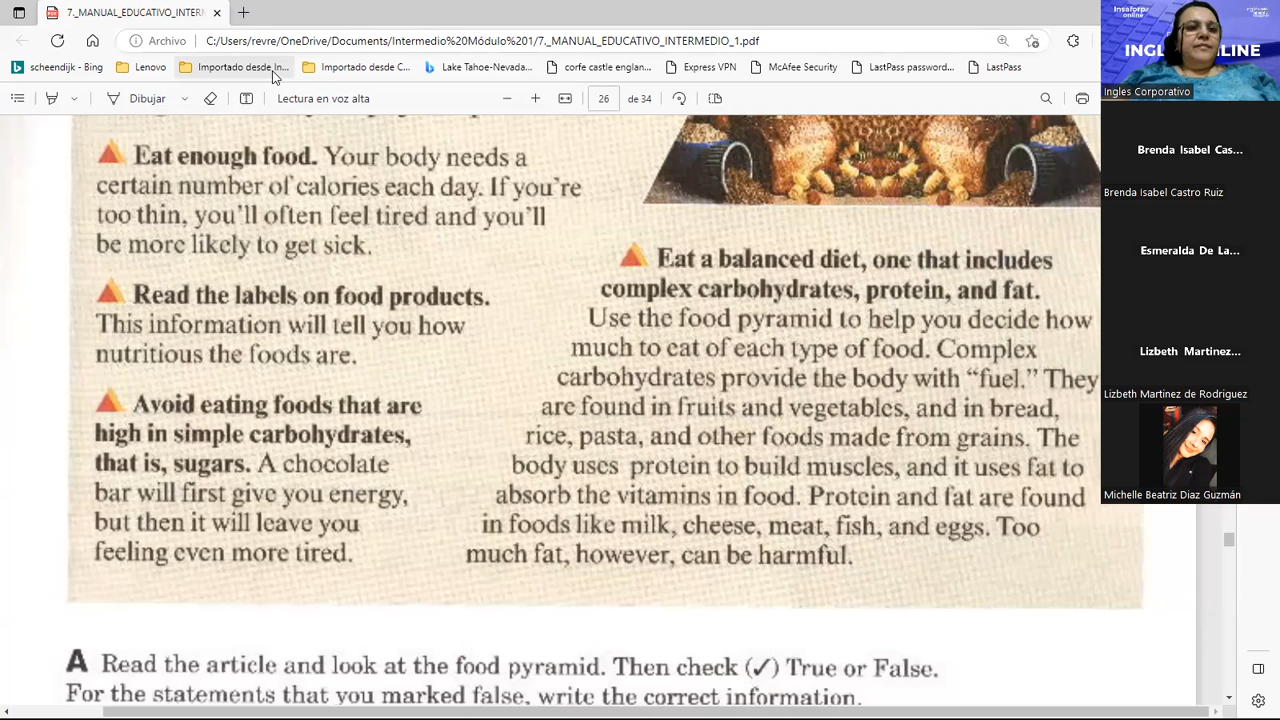 7_MANUAL_EDUCATIVO_INTERM
Archivo
C:/Users/revre/OneDrive/Documents/
Módulo%201/7._MANUAL_EDUCATIVO_INTERMEDIO_1.pdf
scheendijk - Bing
Lenovo
Importado desde In...
Importado desde C...
Express VPN
McAfee Security
LastPass password...
LastPass
Dibujar
Lectura en voz alta
26
de 34
Eat enough food. Your body needs a
certain number of calories each day. If you're
too thin, you'll often feel tired and you'll
be more likely to get sick.
Read the labels on food products.
This information will tell you how
nutritious the foods are.
Avoid eating foods that are
high in simple carbohydrates,
that is, sugars. A chocolate
bar will first give you energy,
but then it will leave you
feeling even more tired.
Eat a balanced diet, one that includes
complex carbohydrates, protein, and fat.
Use the food pyramid to help you decide how
much to eat of each type of food. Complex
carbohydrates provide the body with "fuel." They
are found in fruits and vegetables, and in bread,
rice, pasta, and other foods made from grains. The
body uses protein to build muscles, and it uses fat to
absorb the vitamins in food. Protein and fat are found
in foods like milk, cheese, meat, fish, and eggs. Too
much fat, however, can be harmful.
A Read the article and look at the food pyramid. Then check (✓) True or False.
For the statements that you marked false, write the correct information.
Insaforp
online
Ingles Corporativo
Brenda Isabel Cas...
Brenda Isabel Castro Ruiz
Esmeralda De La...
Lizbeth Martinez...
Lizbeth Martinez de Rodriguez
Michelle Beatriz Diaz Guzmán